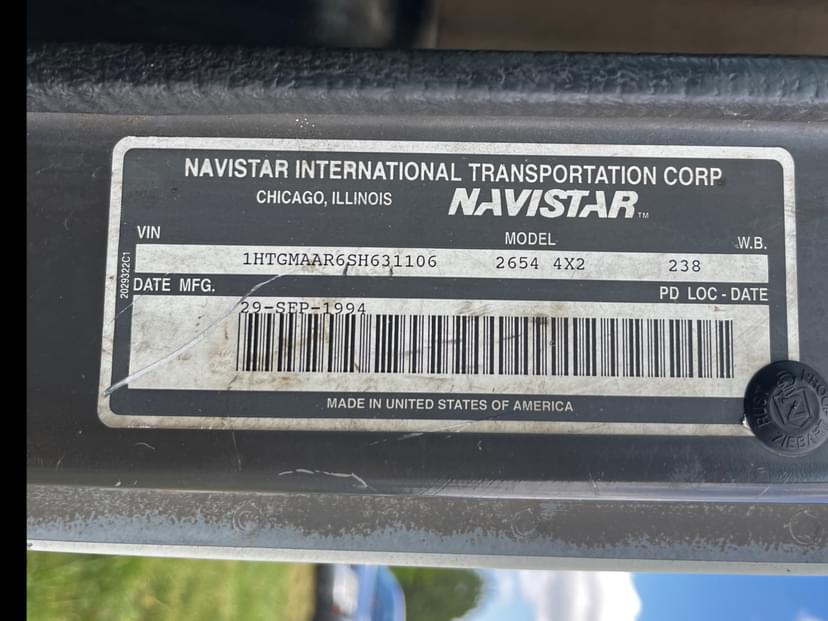 NAVISTAR INTERNATIONAL TRANSPORTATION CORP
CHICAGO, ILLINOIS
NAVISTAR™
VIN MODEL W.B.
1HTGMAAR6SH631106 2654 4X2 238
2029322C1
DATE MFG. PD LOC - DATE
29-SEP-1994
MADE IN UNITED STATES OF AMERICA